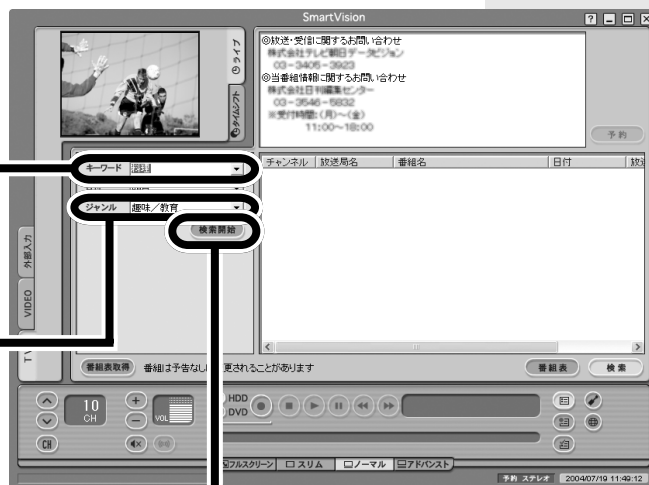 SmartVision
ライブ
タイムシフト
◎放送・受信に関するお問い合わせ
株式会社テレビ朝日データビジョン
03-3405-3923
◎当番組情報に関するお問い合わせ
株式会社日刊編集センター
03-3546-5832
※受付時間:(月)～(金)
11:00～18:00
予約
キーワード
ジャンル 趣味／教育
検索開始
チャンネル 放送局名 番組名 日付
外部入力
VIDEO
TV
番組表取得 番組は予告なし 更されることがあります
番組表 検索
10
CH
CH
VOL
HDD
DVD
フルスクリーン スリム ノーマル アドバンスト
予約 ステレオ 2004/07/19 11:49:12